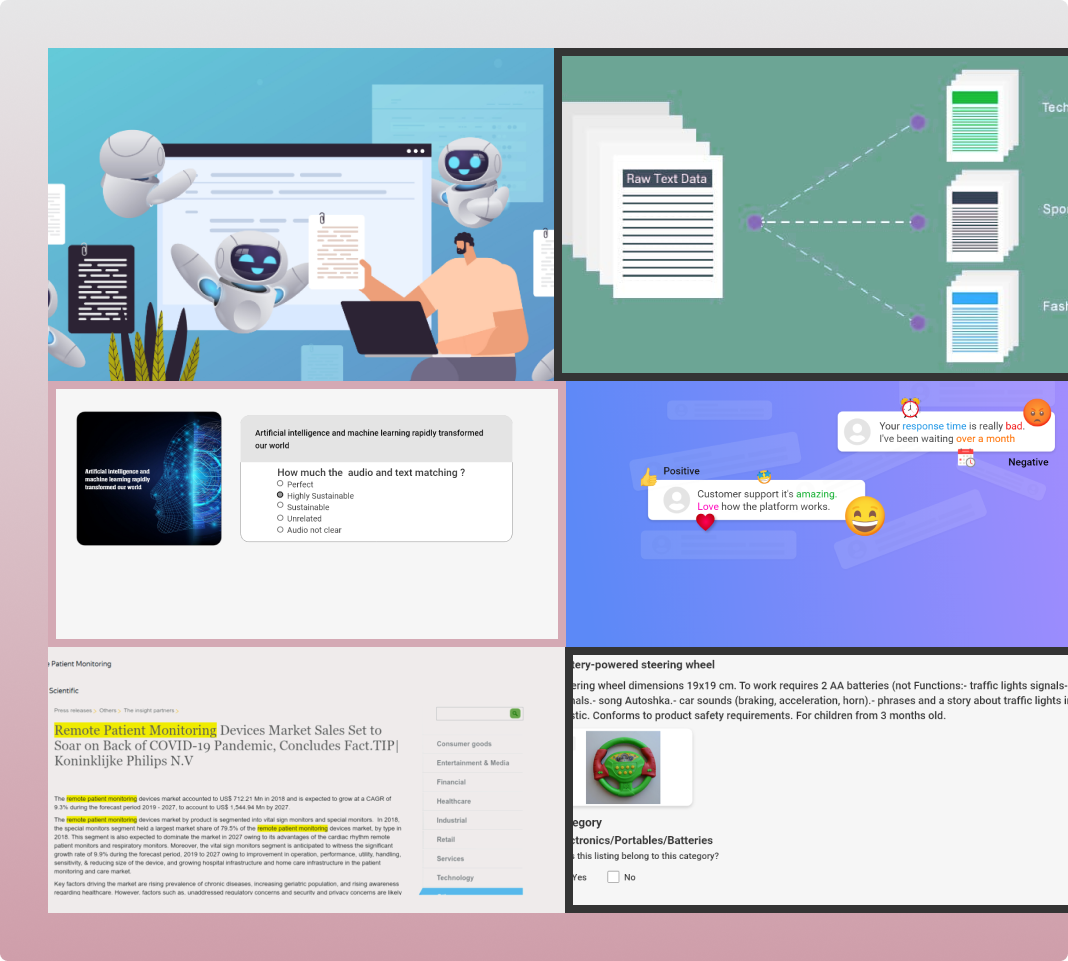 Raw Text Data
Tech
Spo
Fash
Artificial intelligence and
machine learning rapidly
transformed our world
Artificial intelligence and machine learning rapidly transformed
our world
How much the audio and text matching ?
Perfect
Highly Sustainable
Sustainable
Unrelated
Audio not clear
Your response time is really bad.
I've been waiting over a month
Negative
Positive
Customer support it's amazing.
Love how the platform works.
Patient Monitoring
Scientific
Press releases
Others
The insight partners
Remote Patient Monitoring Devices Market Sales Set to
Soar on Back of COVID-19 Pandemic, Concludes Fact.TIP|
Koninklijke Philips N.V
The remote patient monitoring devices market accounted to US$ 712.21 Mn in 2018 and is expected to grow at a CAGR of
9.3% during the forecast period 2019 - 2027, to account to US$ 1,544.94 Mn by 2027.
The remote patient monitoring devices market by product is segmented into vital sign monitors and special monitors. In 2018,
the special monitors segment held a largest market share of 79.5% of the remote patient monitoring devices market, by type in
2018. This segment is also expected to dominate the market in 2027 owing to its advantages of the cardiac rhythm remote
patient monitors and respiratory monitors. Moreover, the vital sign monitors segment is anticipated to witness the significant
growth rate of 9.9% during the forecast period, 2019 to 2027 owing to improvement in operation, performance, utility, handling,
sensitivity, & reducing size of the device, and growing hospital infrastructure and home care infrastructure in the patient
monitoring and care market.
Key factors driving the market are rising prevalence of chronic diseases, increasing geriatric population, and rising awareness
regarding healthcare. However, factors such as, unaddressed regulatory concerns and security and privacy concerns are likely
Consumer goods
Entertainment & Media
Financial
Healthcare
Industrial
Retail
Services
Technology
tery-powered steering wheel
ering wheel dimensions 19x19 cm. To work requires 2 AA batteries (not Functions:- traffic lights signals-
nals.- song Autoshka.- car sounds (braking, acceleration, horn).- phrases and a story about traffic lights i
stic. Conforms to product safety requirements. For children from 3 months old.
egory
ctronics/Portables/Batteries
s this listing belong to this category?
Yes
No